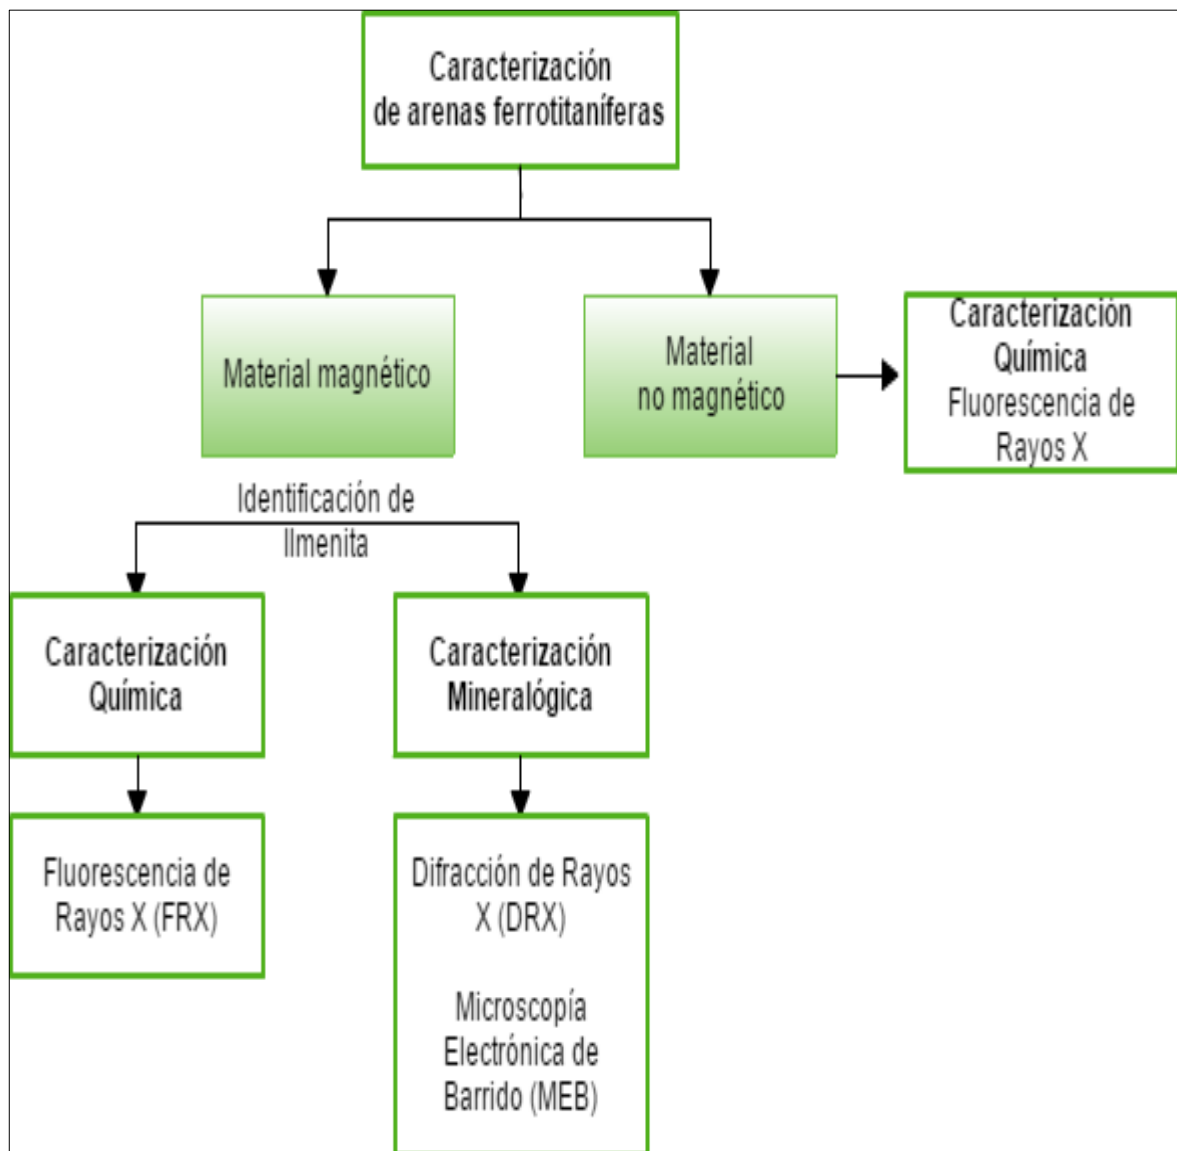 Caracterización
de arenas ferrotitaníferas
Material magnético
Material
no magnético
Caracterización
Química
Fluorescencia de
Rayos X
Identificación de
Ilmenita
Caracterización
Química
Caracterización
Mineralógica
Fluorescencia de
Rayos X (FRX)
Difracción de Rayos
X (DRX)
Microscopía
Electrónica de
Barrido (MEB)